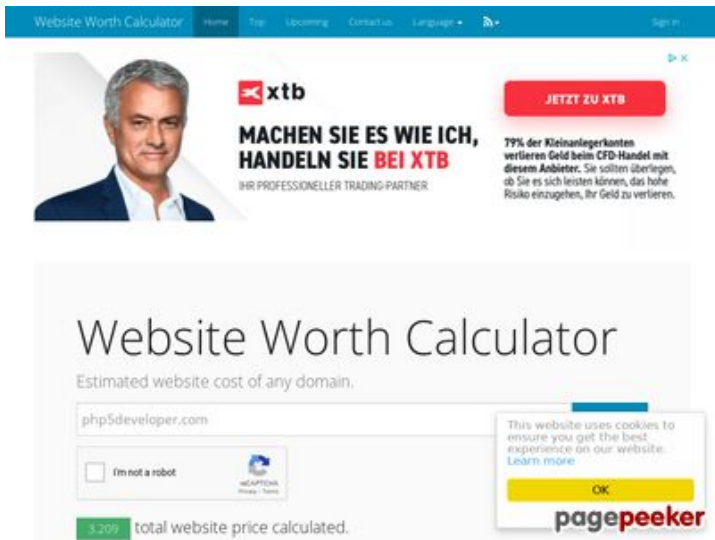 Website Worth Calculator Home Top Upcoming Contact us Language Sign in
xtb
MACHEN SIE ES WIE ICH,
HANDELN SIE BEI XTB
IHR PROFESSIONELLER TRADING-PARTNER
JETZT ZU XTB
79% der Kleinanlegerkonten
verlieren Geld beim CFD-Handel mit
diesem Anbieter. Sie sollten überlegen,
ob Sie es sich leisten können, das hohe
Risiko einzugehen, Ihr Geld zu verlieren.
Website Worth Calculator
Estimated website cost of any domain.
php5developer.com
This website uses cookies to
ensure you get the best
experience on our website.
Learn more
OK
I'm not a robot
reCAPTCHA
Privacy - Terms
3.209 total website price calculated.
pagepeeker